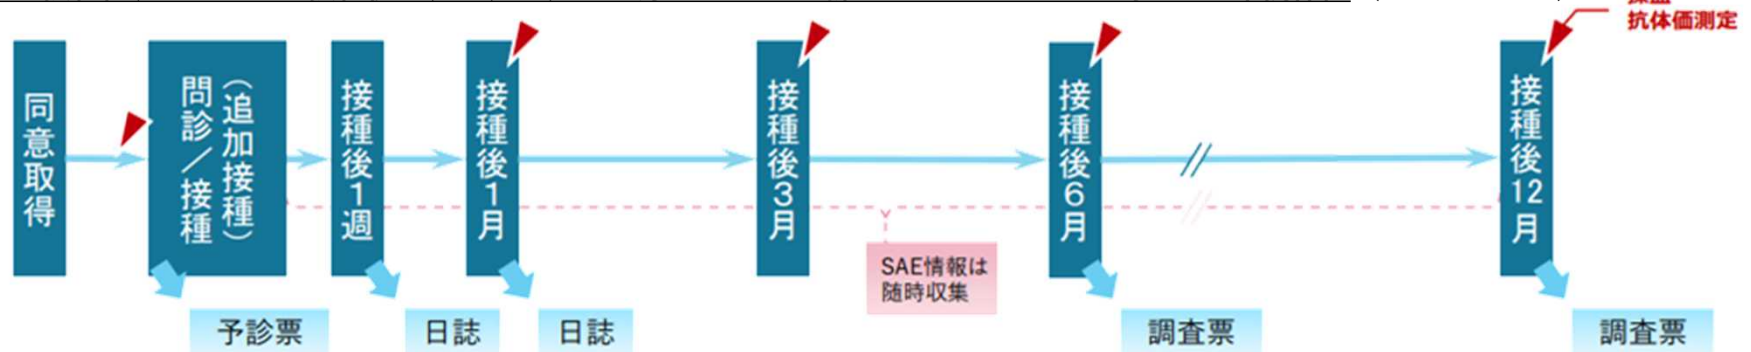 抗体価測定
同意取得
（追加接種）
問診／接種
接種後1週
接種後1月
接種後3月
接種後6月
接種後12月
SAE情報は
随時収集
予診票
日誌
日誌
調査票
調査票